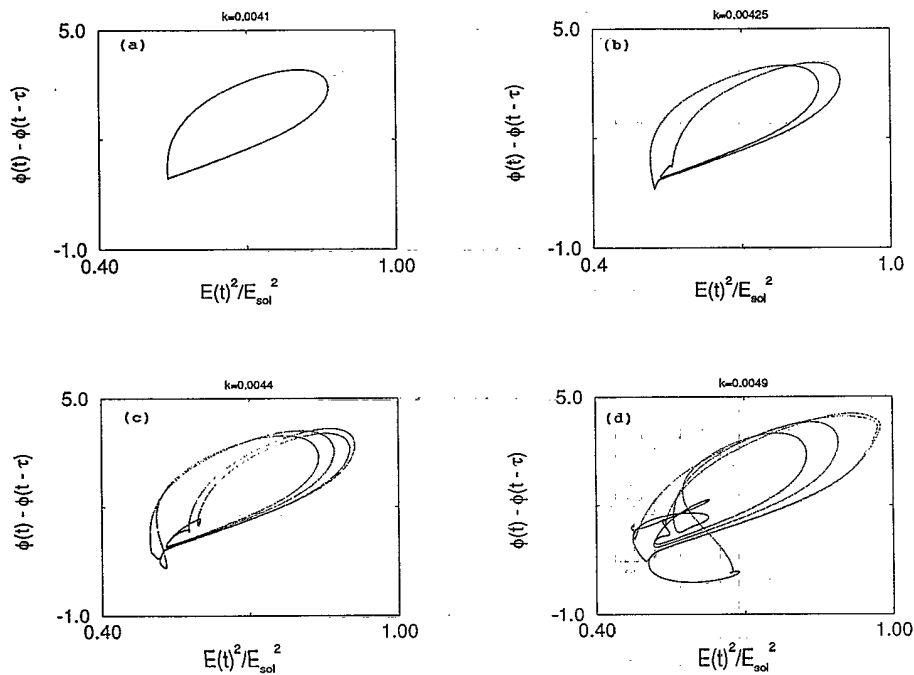 k=0.0041
5.0
(a)
φ(t) - φ(t - τ)
-1.0
0.40
1.00
E(t)²/E_sol²
k=0.00425
5.0
(b)
φ(t) - φ(t - τ)
-1.0
0.4
1.0
E(t)²/E_sol²
k=0.0044
5.0
(c)
φ(t) - φ(t - τ)
-1.0
0.40
1.00
E(t)²/E_sol²
k=0.0049
5.0
(d)
φ(t) - φ(t - τ)
-1.0
0.40
1.00
E(t)²/E_sol²